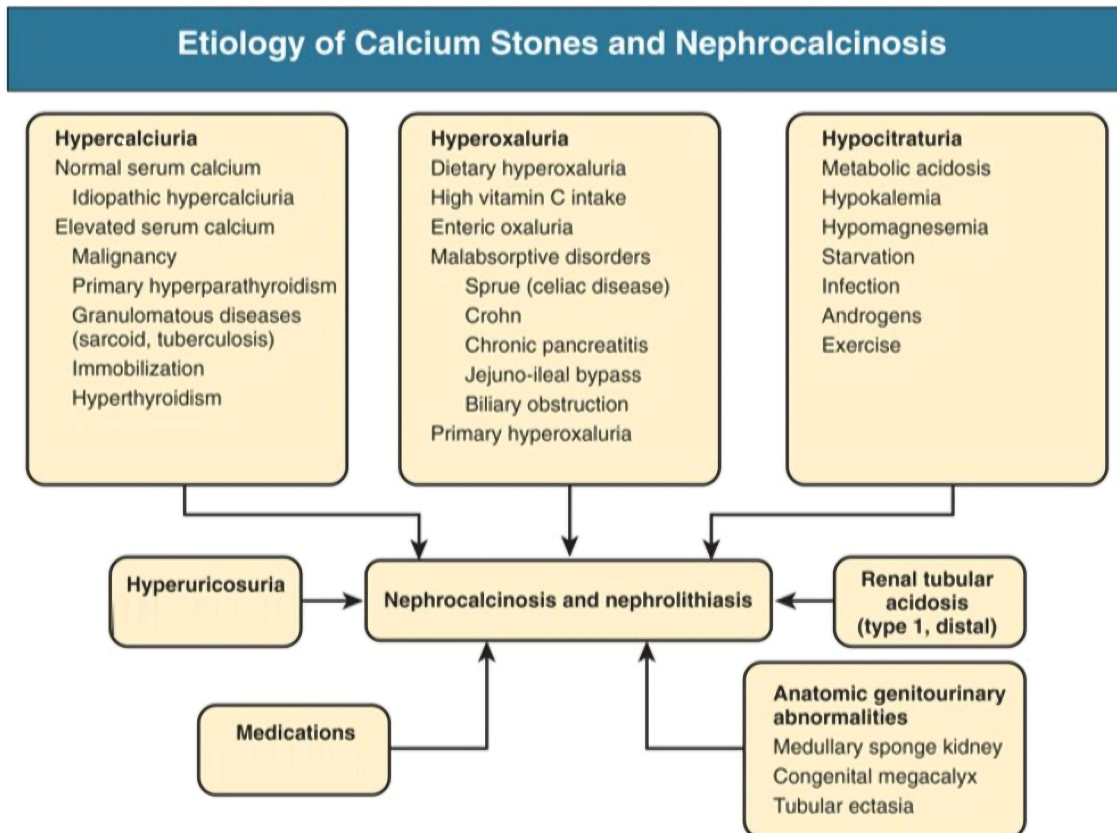 Etiology of Calcium Stones and Nephrocalcinosis
Hypercalciuria
Normal serum calcium
Idiopathic hypercalciuria
Elevated serum calcium
Malignancy
Primary hyperparathyroidism
Granulomatous diseases
(sarcoid, tuberculosis)
Immobilization
Hyperthyroidism
Hyperoxaluria
Dietary hyperoxaluria
High vitamin C intake
Enteric oxaluria
Malabsorptive disorders
Sprue (celiac disease)
Crohn
Chronic pancreatitis
Jejuno-ileal bypass
Biliary obstruction
Primary hyperoxaluria
Hypocitraturia
Metabolic acidosis
Hypokalemia
Hypomagnesemia
Starvation
Infection
Androgens
Exercise
Hyperuricosuria
Nephrocalcinosis and nephrolithiasis
Renal tubular
acidosis
(type 1, distal)
Medications
Anatomic genitourinary
abnormalities
Medullary sponge kidney
Congenital megacalyx
Tubular ectasia